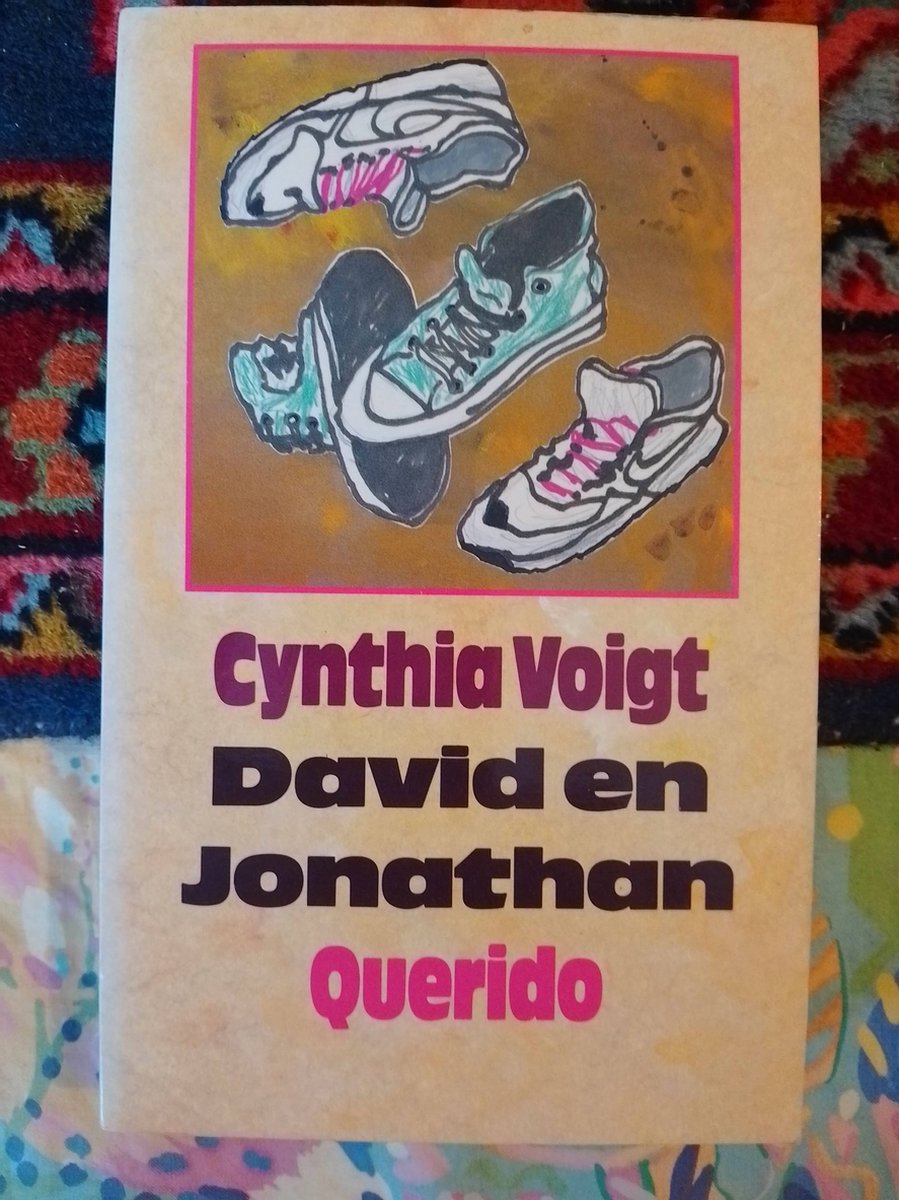 Cynthia Voigt
David en
Jonathan
Querido